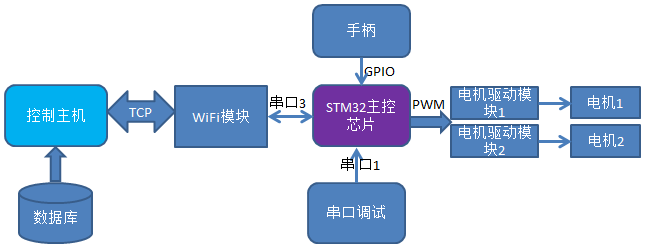 手柄
GPIO
控制主机
TCP
WiFi模块
串口3
STM32主控
芯片
PWM
电机驱动模
块1
电机1
电机驱动模
块2
电机2
串口1
数据库
串口调试